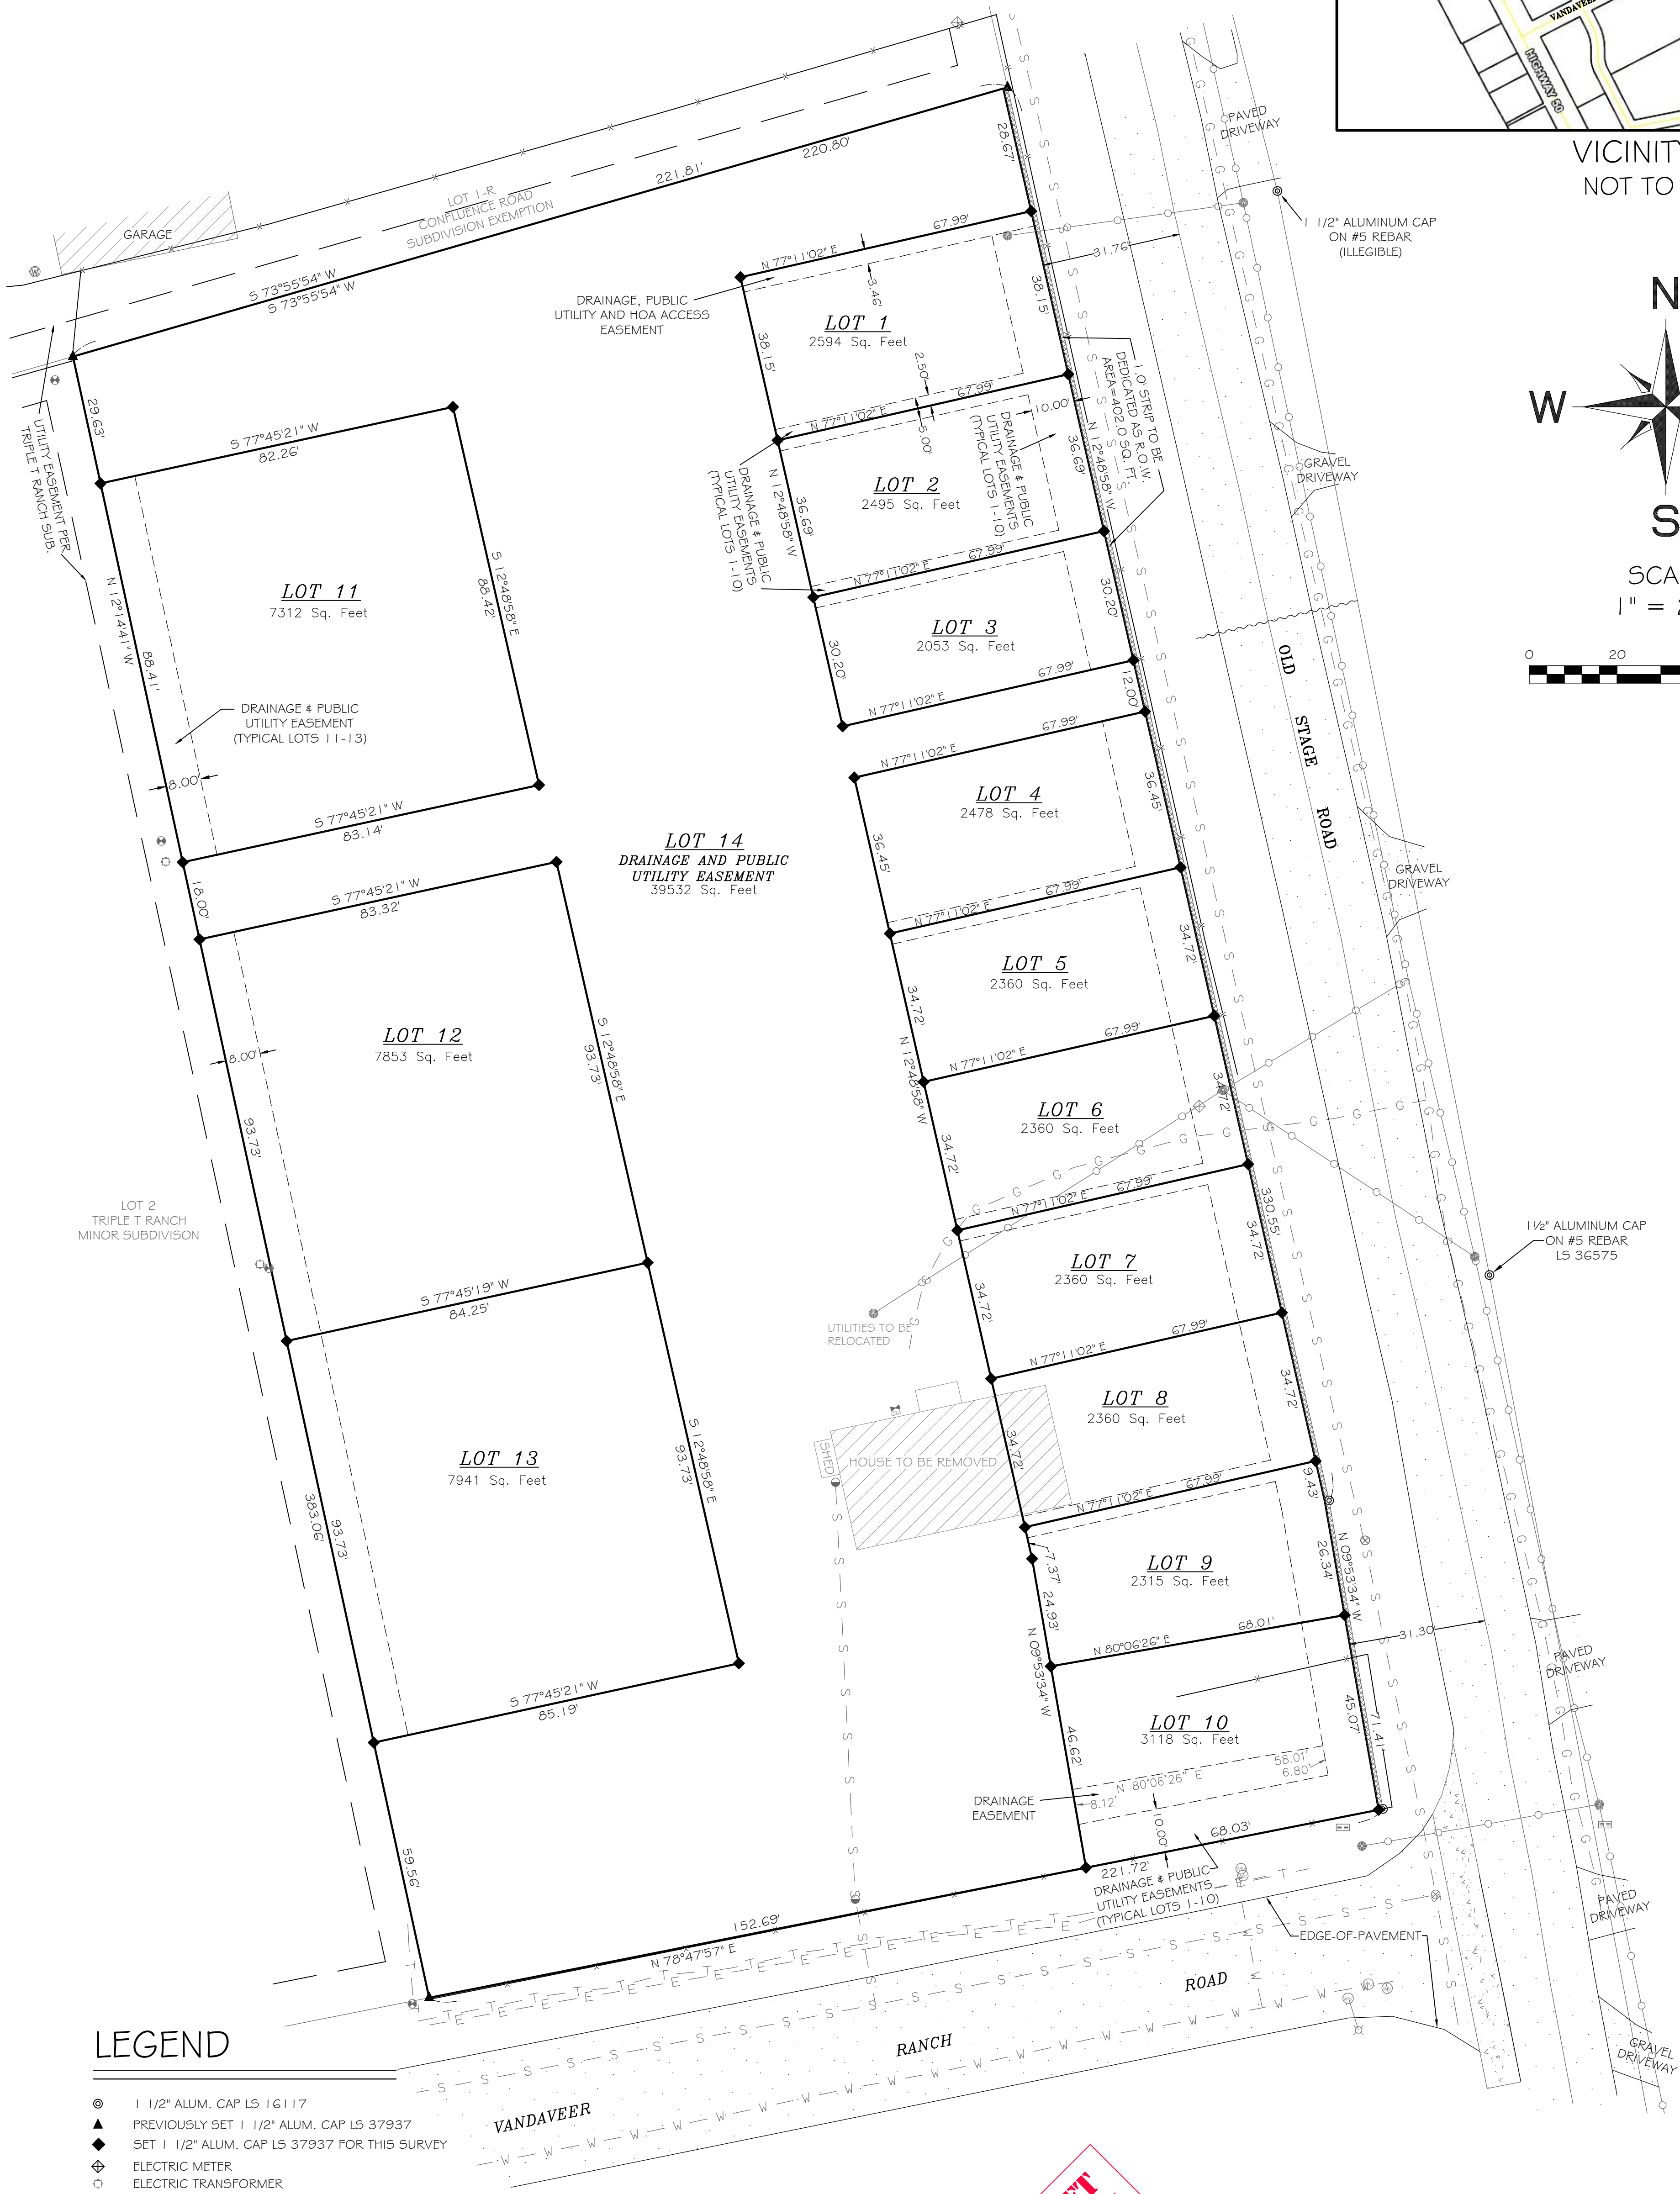 VANDAVEER
HIGHWAY 50
VICINITY
NOT TO
PAVED
DRIVEWAY
1 1/2" ALUMINUM CAP
ON #5 REBAR
(ILLEGIBLE)
N
W
S
1" = 2
0 20
GARAGE
LOT 1-R
CONFLUENCE ROAD
SUBDIVISION EXEMPTION
221.81'
220.80'
S 73°55'54" W
S 73°55'54" W
28.67'
UTILITY EASEMENT PER
TRIPLE T RANCH SUB.
29.63'
DRAINAGE, PUBLIC
UTILITY AND HOA ACCESS
EASEMENT
N 77°11'02" E
67.99'
3.46'
31.76'
LOT 1
2594 Sq. Feet
38.15'
38.15'
2.50'
5.00'
N 77°11'02" E
67.99'
10.00'
1.0' STRIP TO BE
DEDICATED AS R.O.W.
AREA=402.0 SQ. FT.
DRAINAGE & PUBLIC
UTILITY EASEMENTS
(TYPICAL LOTS 1-10)
DRAINAGE & PUBLIC
UTILITY EASEMENTS
(TYPICAL LOTS 1-10)
LOT 2
2495 Sq. Feet
N 12°48'58" W
36.69'
36.69'
N 12°48'58" W
GRAVEL
DRIVEWAY
N 77°11'02" E
67.99'
LOT 3
2053 Sq. Feet
30.20'
30.20'
N 77°11'02" E
67.99'
12.00'
OLD
STAGE
ROAD
S 77°45'21" W
82.26'
LOT 11
7312 Sq. Feet
S 12°48'58" E
88.42'
N 12°14'41" W
88.41'
DRAINAGE & PUBLIC
UTILITY EASEMENT
(TYPICAL LOTS 11-13)
8.00'
S 77°45'21" W
83.14'
18.00'
N 77°11'02" E
67.99'
LOT 4
2478 Sq. Feet
36.45'
36.45'
LOT 14
DRAINAGE AND PUBLIC
UTILITY EASEMENT
39532 Sq. Feet
GRAVEL
DRIVEWAY
S 77°45'21" W
83.32'
N 77°11'02" E
67.99'
LOT 5
2360 Sq. Feet
34.72'
34.72'
N 12°48'58" W
LOT 12
7853 Sq. Feet
8.00'
S 12°48'58" E
93.73'
93.73'
N 77°11'02" E
67.99'
LOT 6
2360 Sq. Feet
34.72'
34.72'
LOT 2
TRIPLE T RANCH
MINOR SUBDIVISON
N 77°11'02" E
67.99'
330.55'
1 1/2" ALUMINUM CAP
ON #5 REBAR
LS 36575
LOT 7
2360 Sq. Feet
34.72'
34.72'
UTILITIES TO BE
RELOCATED
S 77°45'19" W
84.25'
N 77°11'02" E
67.99'
LOT 8
2360 Sq. Feet
34.72'
34.72'
SHED
HOUSE TO BE REMOVED
LOT 13
7941 Sq. Feet
S 12°48'58" E
93.73'
383.06'
93.73'
N 77°11'02" E
67.99'
9.43'
7.37'
LOT 9
2315 Sq. Feet
24.93'
26.34'
N 09°53'34" W
N 09°53'34" W
N 80°06'26" E
68.01'
31.30'
PAVED
DRIVEWAY
S 77°45'21" W
85.19'
LOT 10
3118 Sq. Feet
46.62'
45.07'
71.41'
58.01'
6.80'
N 80°06'26" E
8.12'
DRAINAGE
EASEMENT
10.00'
68.03'
221.72'
DRAINAGE & PUBLIC
UTILITY EASEMENTS
(TYPICAL LOTS 1-10)
59.56'
152.69'
N 78°47'57" E
EDGE-OF-PAVEMENT
PAVED
DRIVEWAY
GRAVEL
DRIVEWAY
VANDAVEER
RANCH
ROAD
LEGEND
1 1/2" ALUM. CAP LS 16117
PREVIOUSLY SET 1 1/2" ALUM. CAP LS 37937
SET 1 1/2" ALUM. CAP LS 37937 FOR THIS SURVEY
ELECTRIC METER
ELECTRIC TRANSFORMER